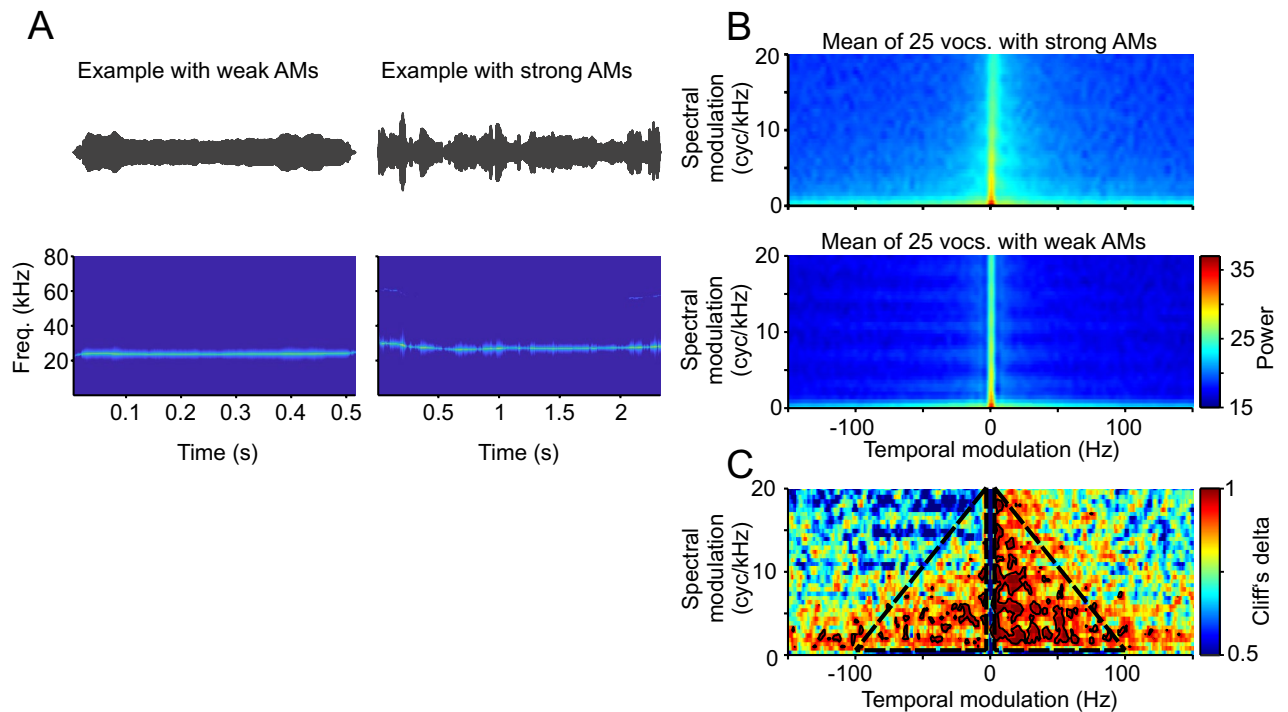 A
Example with weak AMs
Example with strong AMs
Freq. (kHz)
80
60
40
20
0.1
0.2
0.3
0.4
0.5
Time (s)
0.5
1
1.5
2
Time (s)
B
Mean of 25 vocs. with strong AMs
Spectral
modulation
(cyc/kHz)
20
10
0
Mean of 25 vocs. with weak AMs
Spectral
modulation
(cyc/kHz)
20
10
0
-100
0
100
Temporal modulation (Hz)
35
25
15
Power
C
Spectral
modulation
(cyc/kHz)
20
10
0
-100
0
100
Temporal modulation (Hz)
1
0.5
Cliff's delta